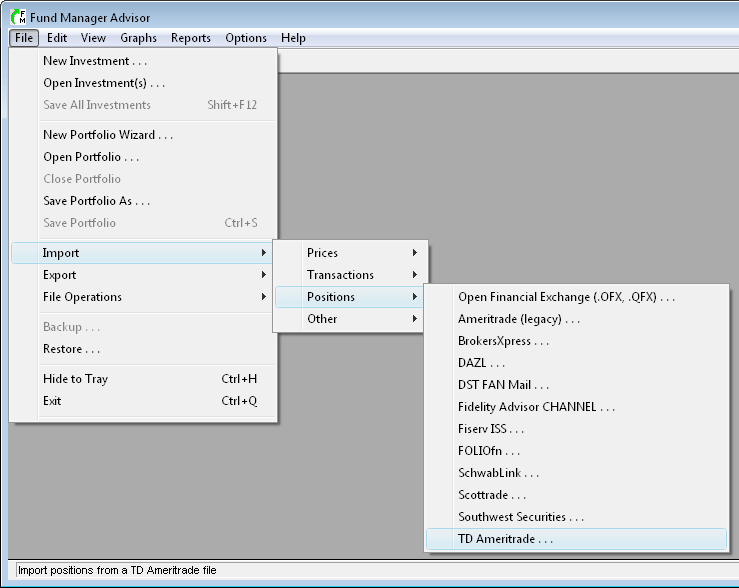 Fund Manager Advisor
File Edit View Graphs Reports Options Help
New Investment . . .
Open Investment(s) . . .
Save All Investments Shift+F12
New Portfolio Wizard . . .
Open Portfolio . . .
Close Portfolio
Save Portfolio As . . .
Save Portfolio Ctrl+S
Import
Export
File Operations
Backup . . .
Restore . . .
Hide to Tray Ctrl+H
Exit Ctrl+Q
Prices
Transactions
Positions
Other
Open Financial Exchange (.OFX, .QFX) . . .
Ameritrade (legacy) . . .
BrokersXpress . . .
DAZL . . .
DST FAN Mail . . .
Fidelity Advisor CHANNEL . . .
Fiserv ISS . . .
FOLIOfn . . .
SchwabLink . . .
Scottrade . . .
Southwest Securities . . .
TD Ameritrade . . .
Import positions from a TD Ameritrade file